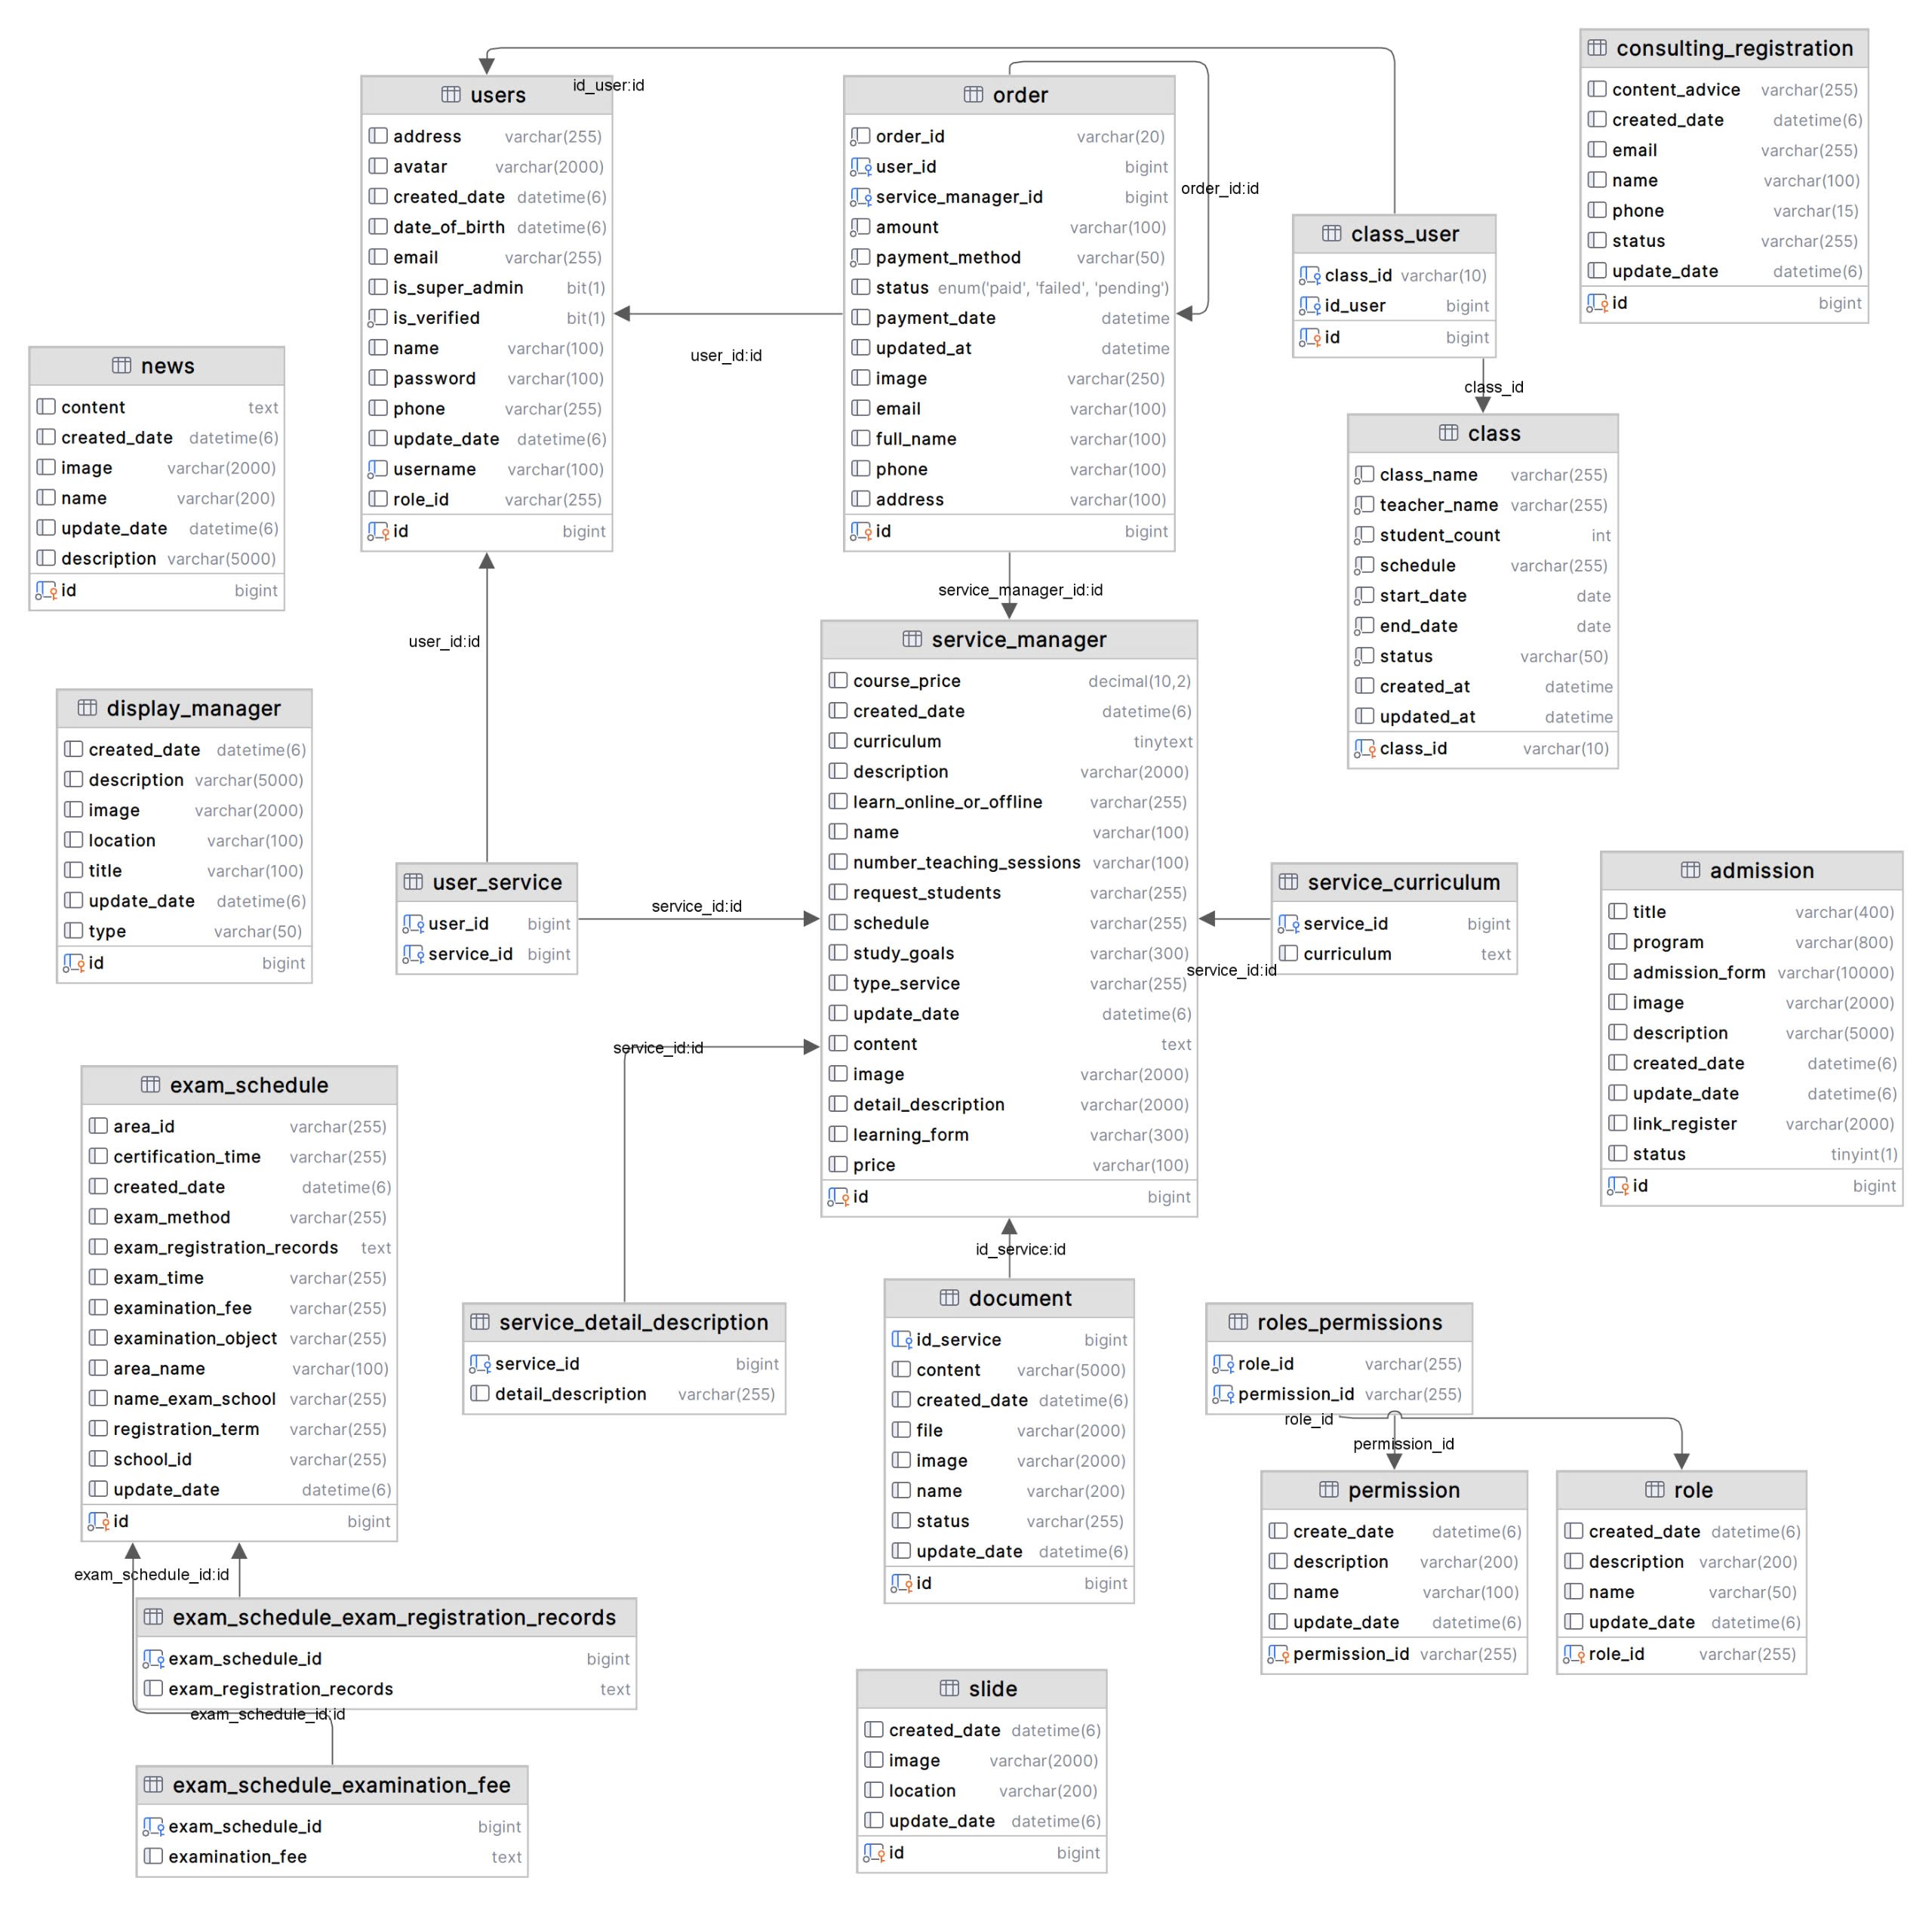 consulting_registration
content_advice varchar(255)
created_date datetime(6)
email varchar(255)
name varchar(100)
phone varchar(15)
status varchar(255)
update_date datetime(6)
id bigint
id_user:id
users
address varchar(255)
avatar varchar(2000)
created_date datetime(6)
date_of_birth datetime(6)
email varchar(255)
is_super_admin bit(1)
is_verified bit(1)
name varchar(100)
password varchar(100)
phone varchar(255)
update_date datetime(6)
username varchar(100)
role_id varchar(255)
id bigint
order
order_id varchar(20)
user_id bigint
service_manager_id bigint
amount varchar(100)
payment_method varchar(50)
status enum('paid', 'failed', 'pending')
payment_date datetime
updated_at datetime
image varchar(250)
email varchar(100)
full_name varchar(100)
phone varchar(100)
address varchar(100)
id bigint
order_id:id
user_id:id
class_user
class_id varchar(10)
id_user bigint
id bigint
class_id
class
class_name varchar(255)
teacher_name varchar(255)
student_count int
schedule varchar(255)
start_date date
end_date date
status varchar(50)
created_at datetime
updated_at datetime
class_id varchar(10)
news
content text
created_date datetime(6)
image varchar(2000)
name varchar(200)
update_date datetime(6)
description varchar(5000)
id bigint
service_manager_id:id
user_id:id
service_manager
course_price decimal(10,2)
created_date datetime(6)
curriculum tinytext
description varchar(2000)
learn_online_or_offline varchar(255)
name varchar(100)
number_teaching_sessions varchar(100)
request_students varchar(255)
schedule varchar(255)
study_goals varchar(300)
type_service varchar(255)
update_date datetime(6)
content text
image varchar(2000)
detail_description varchar(2000)
learning_form varchar(300)
price varchar(100)
id bigint
display_manager
created_date datetime(6)
description varchar(5000)
image varchar(2000)
location varchar(100)
title varchar(100)
update_date datetime(6)
type varchar(50)
id bigint
user_service
user_id bigint
service_id bigint
service_id:id
service_curriculum
service_id bigint
curriculum text
service_id:id
admission
title varchar(400)
program varchar(800)
admission_form varchar(10000)
image varchar(2000)
description varchar(5000)
created_date datetime(6)
update_date datetime(6)
link_register varchar(2000)
status tinyint(1)
id bigint
service_id:id
exam_schedule
area_id varchar(255)
certification_time varchar(255)
created_date datetime(6)
exam_method varchar(255)
exam_registration_records text
exam_time varchar(255)
examination_fee varchar(255)
examination_object varchar(255)
area_name varchar(100)
name_exam_school varchar(255)
registration_term varchar(255)
school_id varchar(255)
update_date datetime(6)
id bigint
id_service:id
service_detail_description
service_id bigint
detail_description varchar(255)
document
id_service bigint
content varchar(5000)
created_date datetime(6)
file varchar(2000)
image varchar(2000)
name varchar(200)
status varchar(255)
update_date datetime(6)
id bigint
roles_permissions
role_id varchar(255)
permission_id varchar(255)
role_id
permission_id
permission
create_date datetime(6)
description varchar(200)
name varchar(100)
update_date datetime(6)
permission_id varchar(255)
role
created_date datetime(6)
description varchar(200)
name varchar(50)
update_date datetime(6)
role_id varchar(255)
exam_schedule_id:id
exam_schedule_exam_registration_records
exam_schedule_id bigint
exam_registration_records text
exam_schedule_id:id
exam_schedule_examination_fee
exam_schedule_id bigint
examination_fee text
slide
created_date datetime(6)
image varchar(2000)
location varchar(200)
update_date datetime(6)
id bigint